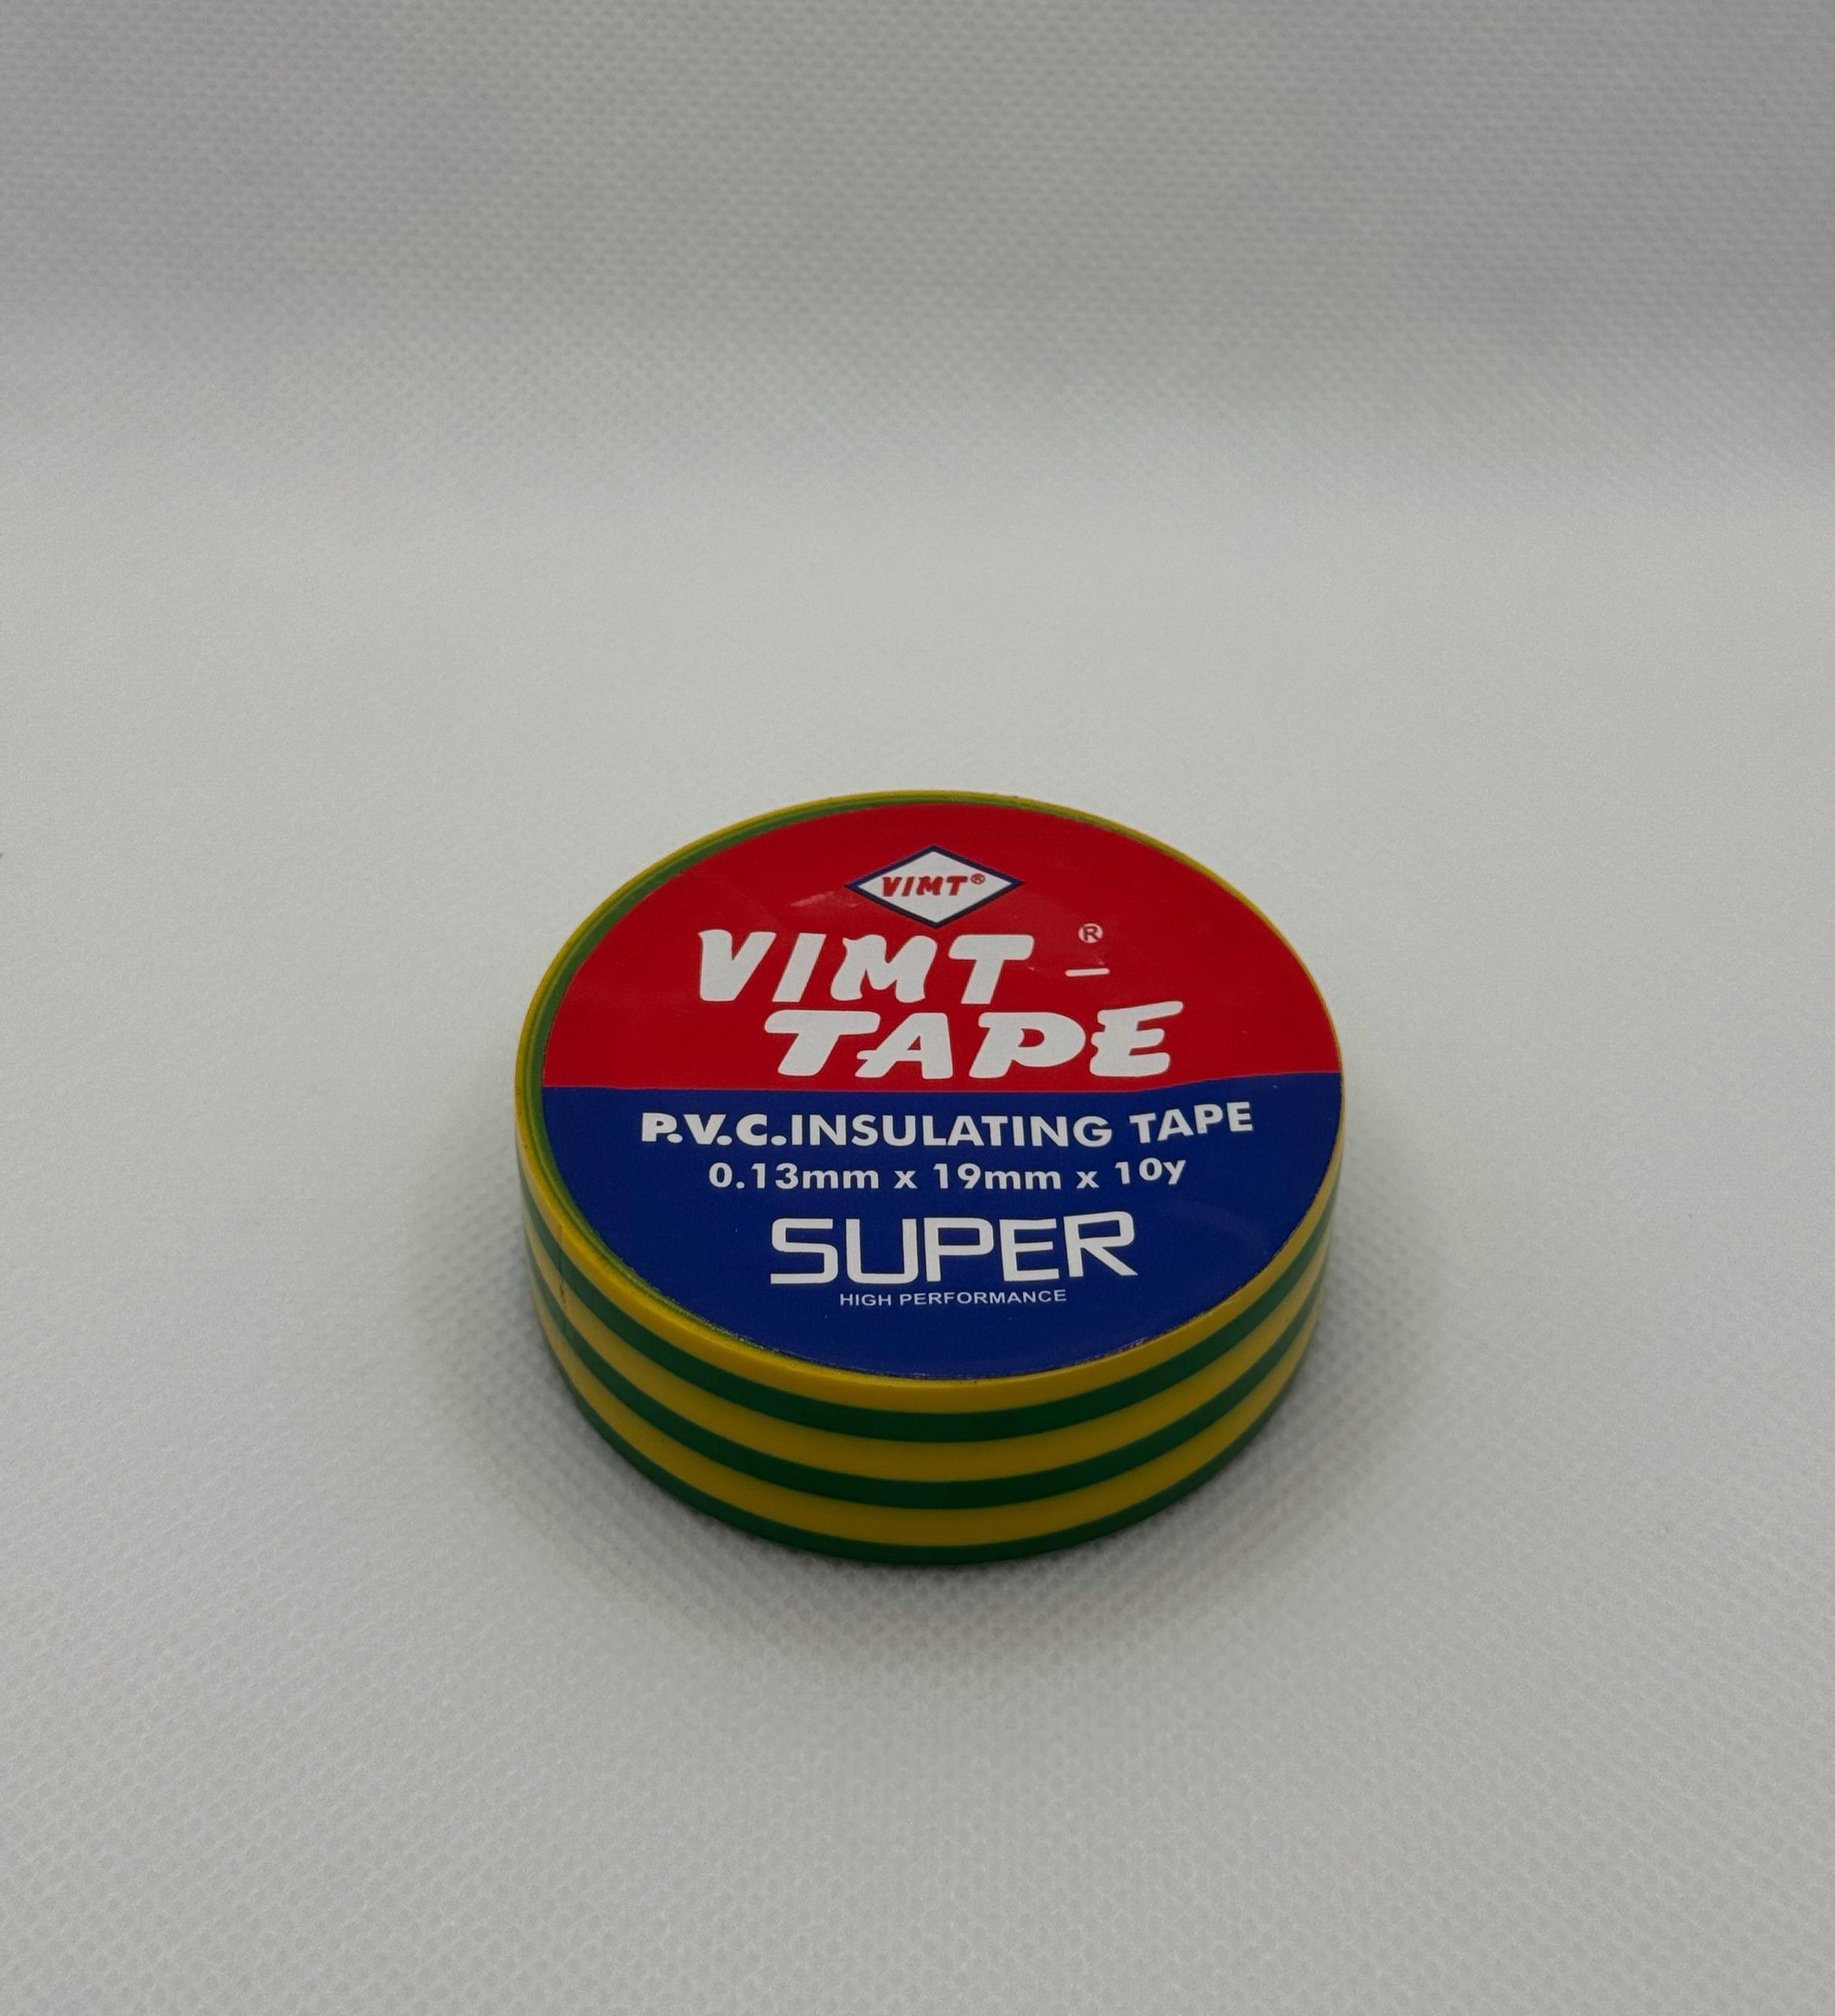 VIMT®
VIMT-®
TAPE
P.V.C.INSULATING TAPE
0.13mm x 19mm x 10y
SUPER
HIGH PERFORMANCE